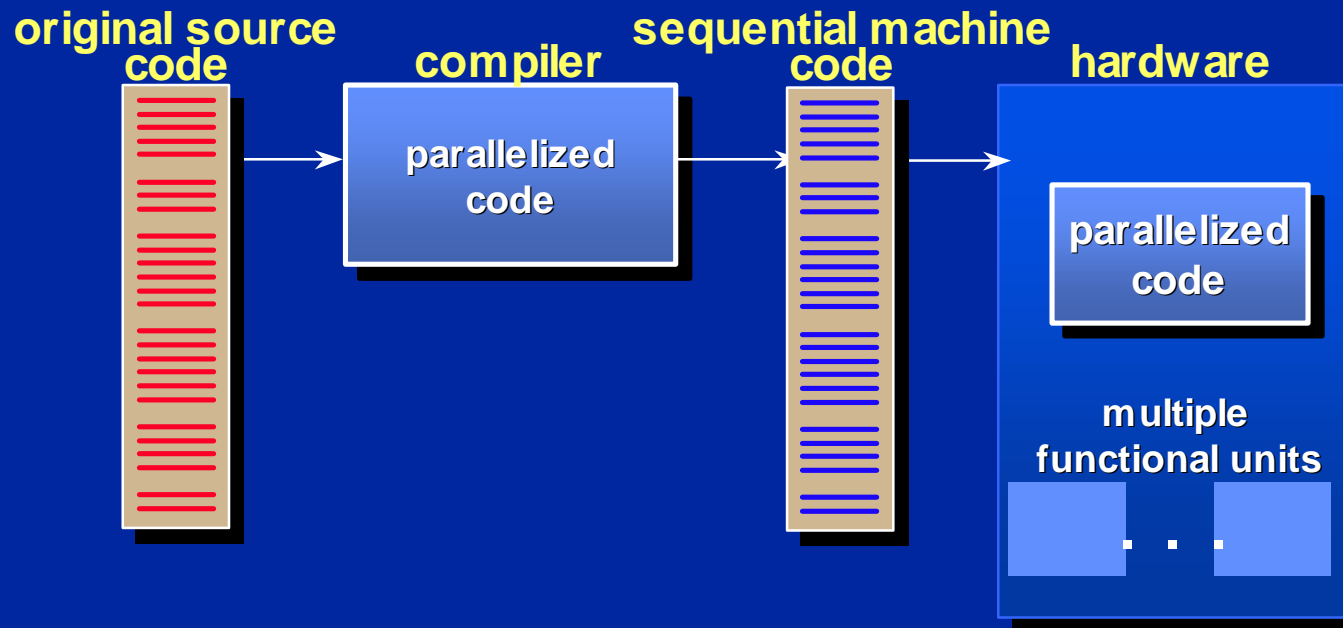 original source
code
compiler
sequential machine
code
hardware
parallelized
code
parallelized
code
multiple
functional units
. . .